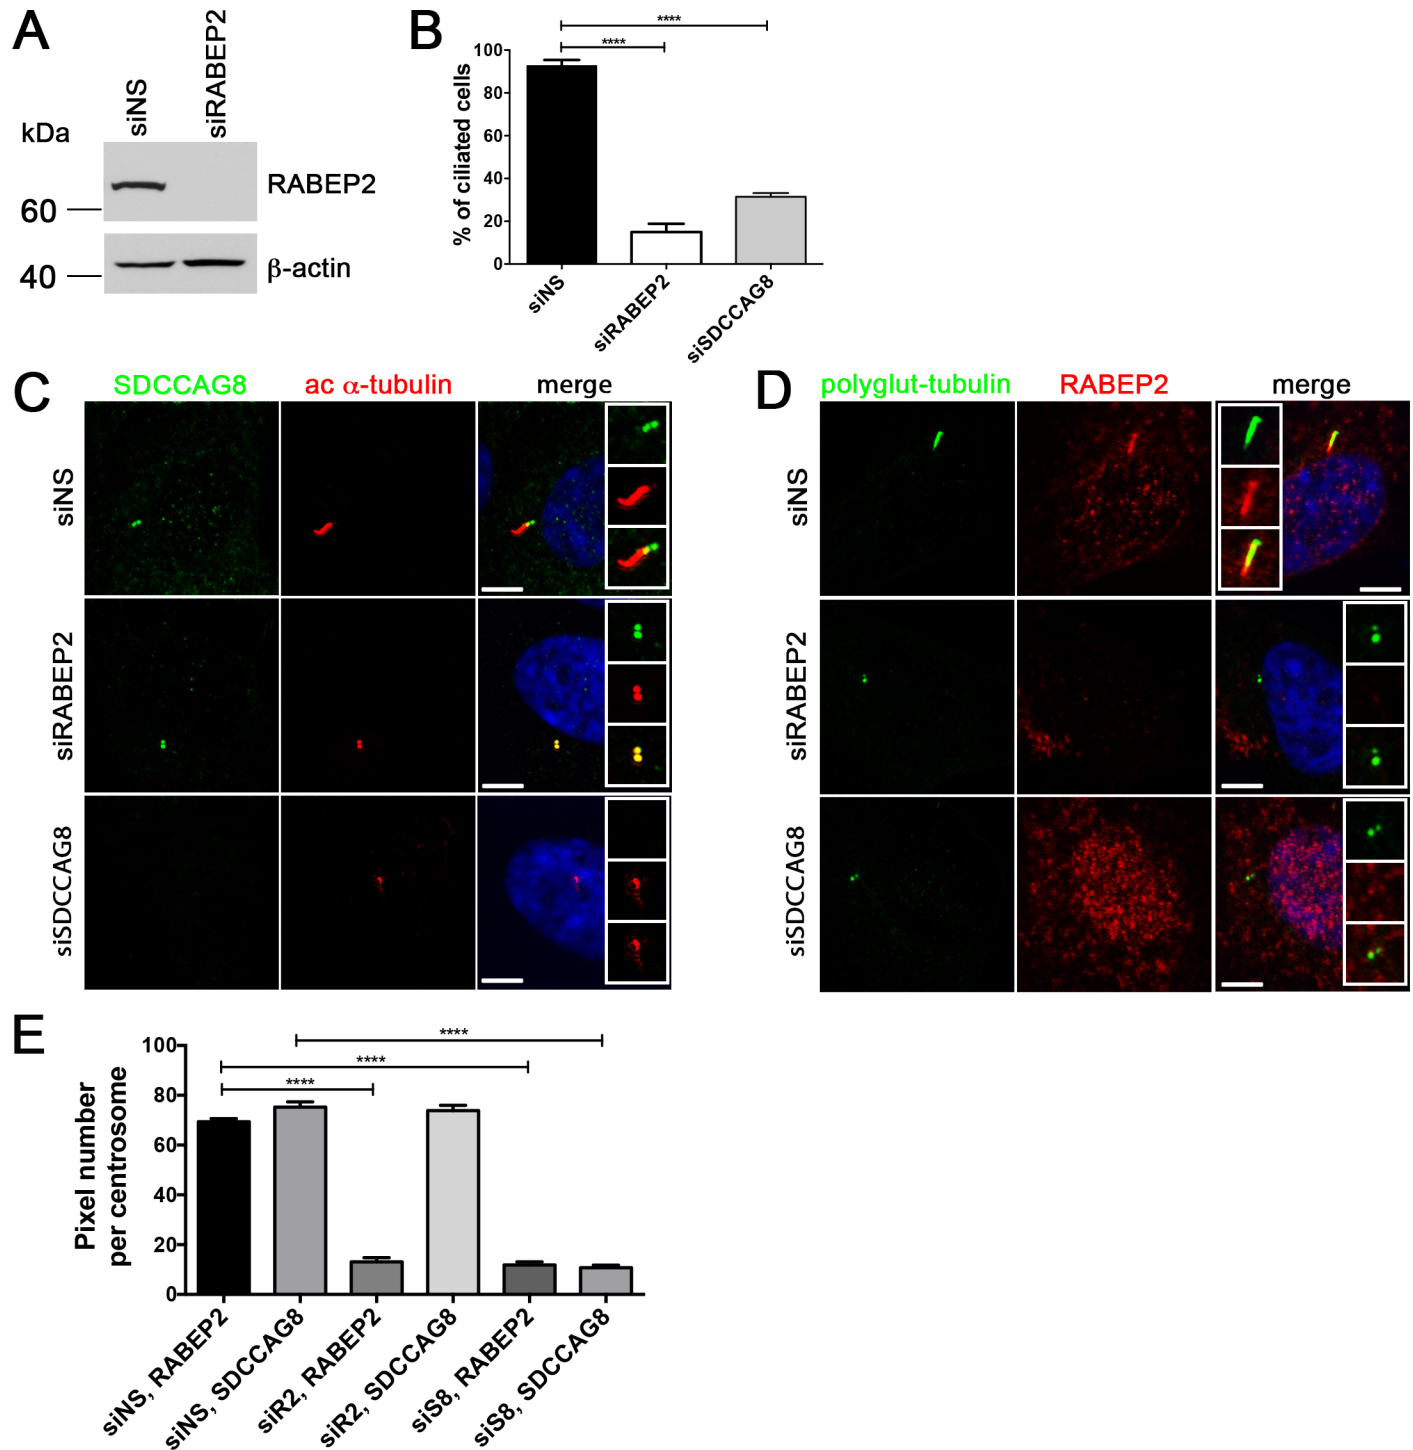 A
siNS
siRABEP2
kDa
RABEP2
60
β-actin
40
B
****
****
% of ciliated cells
100
80
60
40
20
0
siNS
siRABEP2
siSDCCAG8
C
SDCCAG8
ac α-tubulin
merge
siNS
siRABEP2
siSDCCAG8
D
polyglut-tubulin
RABEP2
merge
siNS
siRABEP2
siSDCCAG8
E
****
****
****
Pixel number
per centrosome
100
80
60
40
20
0
siNS, RABEP2
siNS, SDCCAG8
siR2, RABEP2
siR2, SDCCAG8
siS8, RABEP2
siS8, SDCCAG8